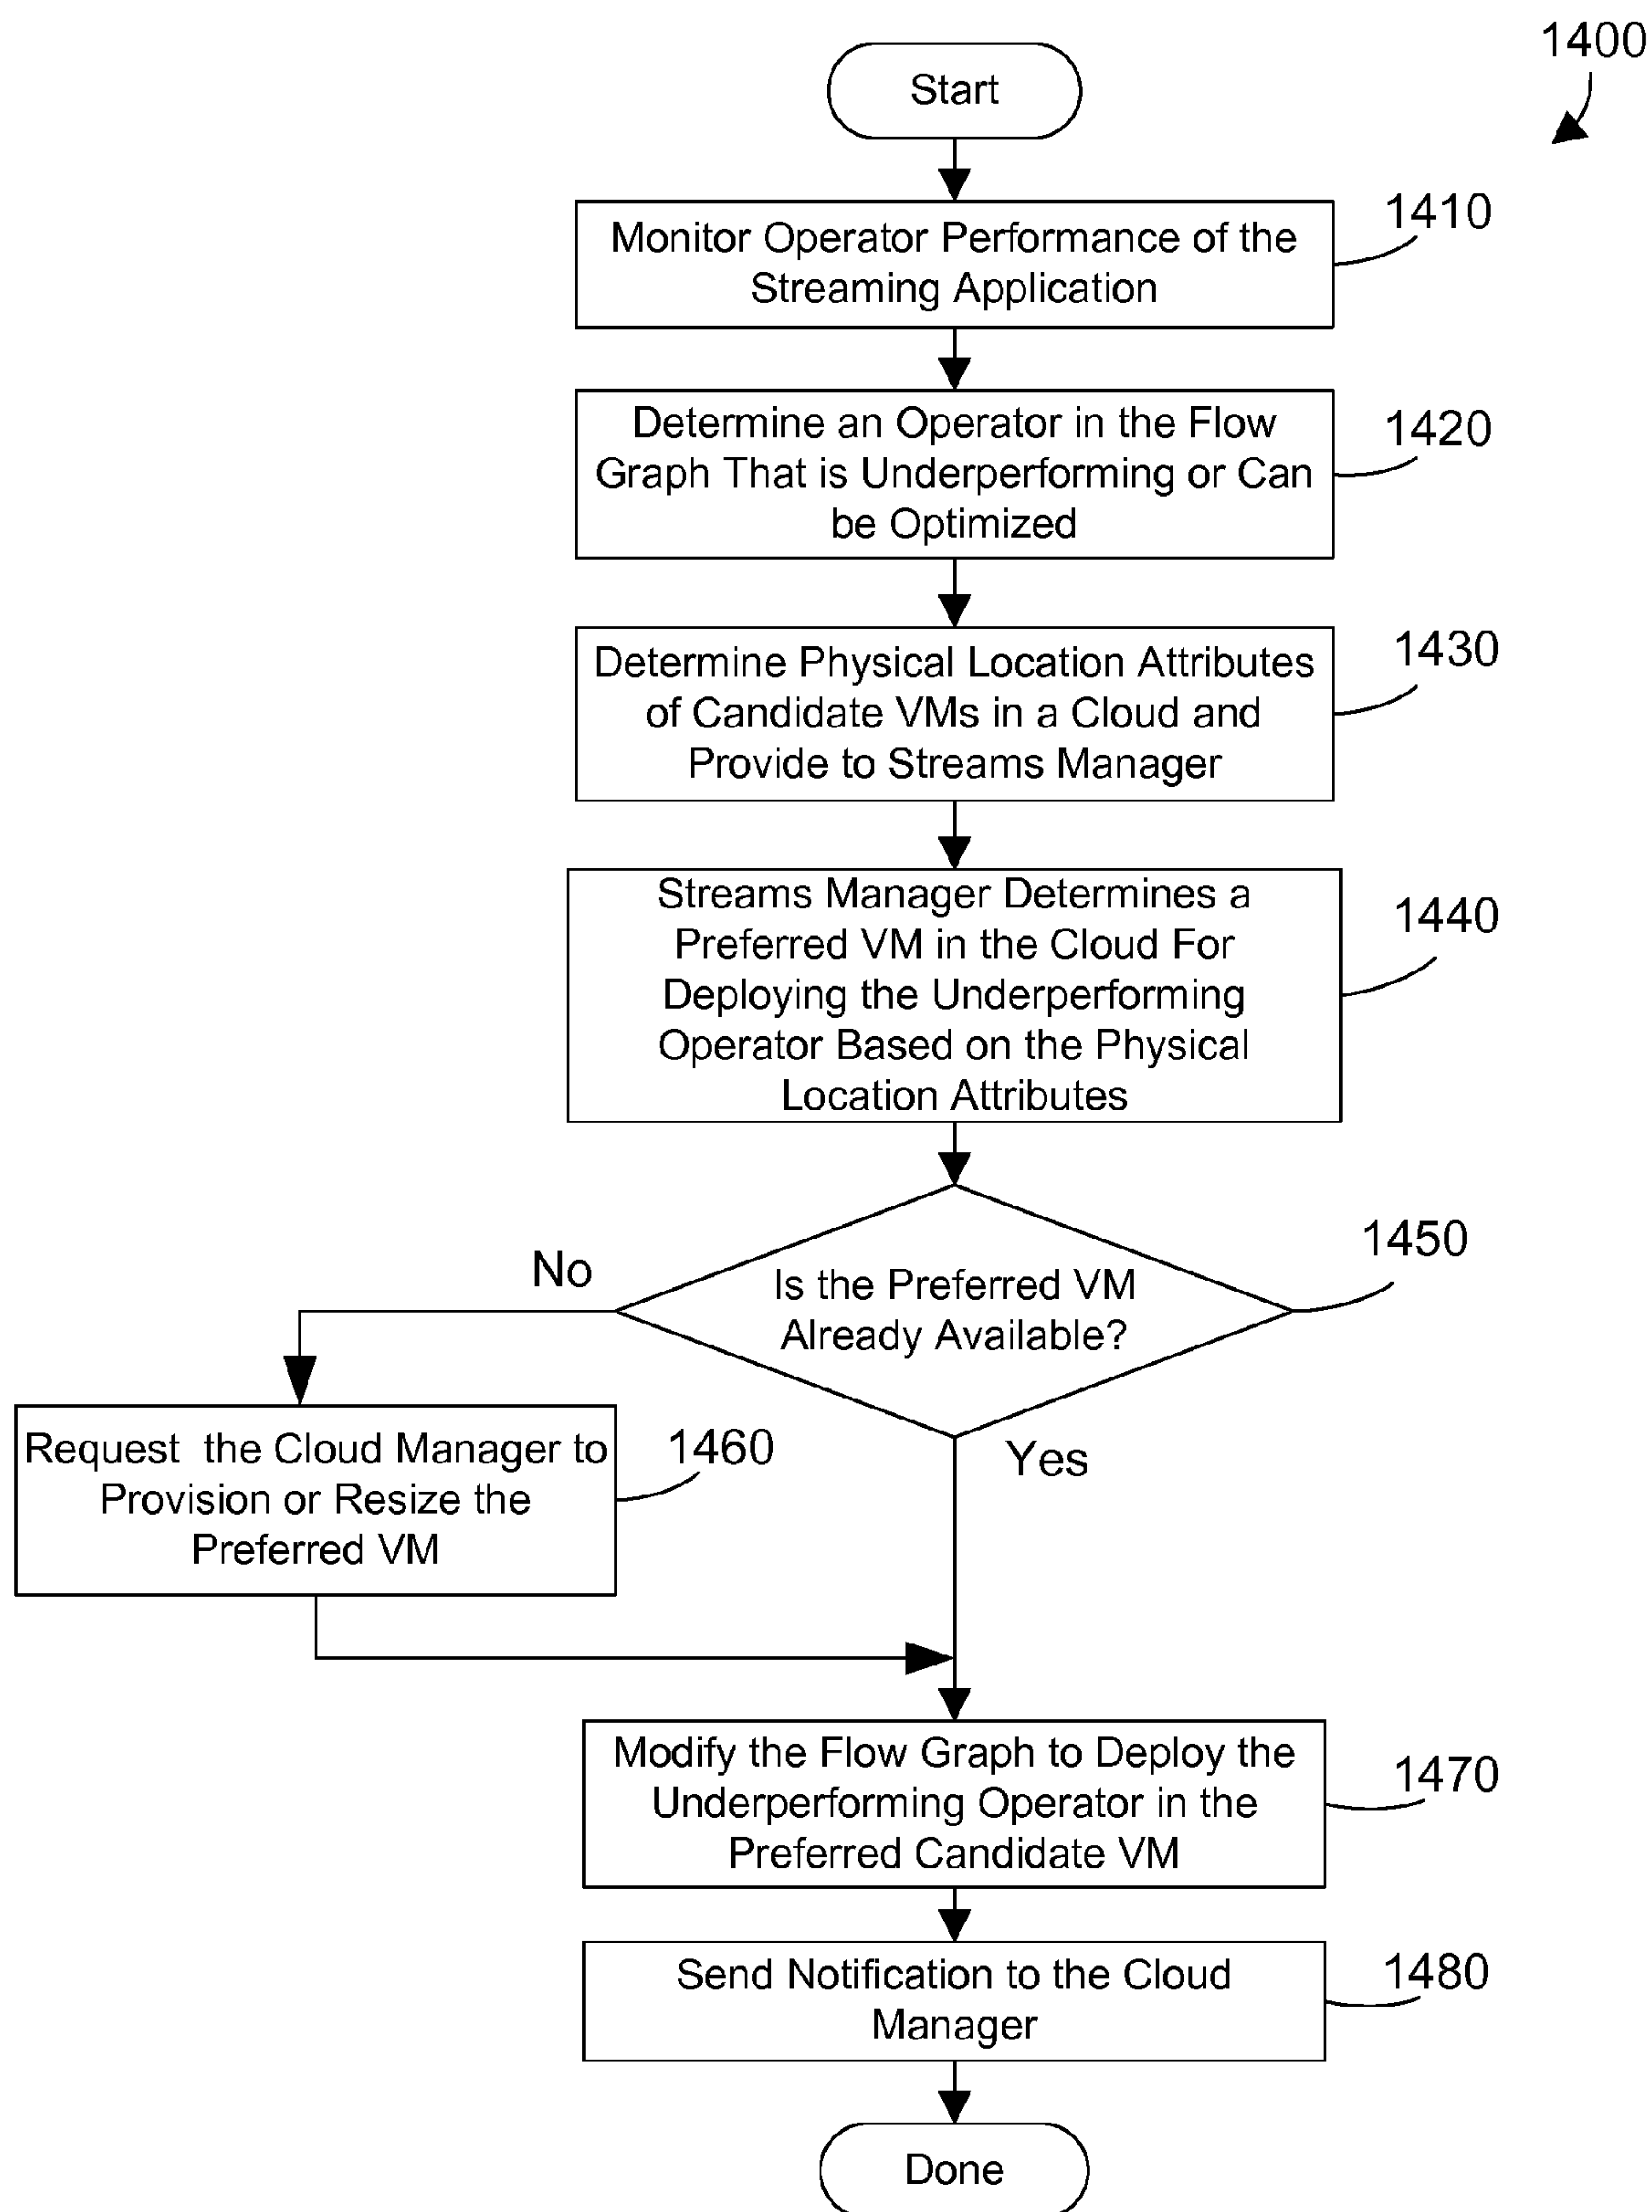 1400
Start
1410
Monitor Operator Performance of the
Streaming Application
1420
Determine an Operator in the Flow
Graph That is Underperforming or Can
be Optimized
1430
Determine Physical Location Attributes
of Candidate VMs in a Cloud and
Provide to Streams Manager
1440
Streams Manager Determines a
Preferred VM in the Cloud For
Deploying the Underperforming
Operator Based on the Physical
Location Attributes
1450
No
Is the Preferred VM
Already Available?
Yes
1460
Request the Cloud Manager to
Provision or Resize the
Preferred VM
1470
Modify the Flow Graph to Deploy the
Underperforming Operator in the
Preferred Candidate VM
1480
Send Notification to the Cloud
Manager
Done